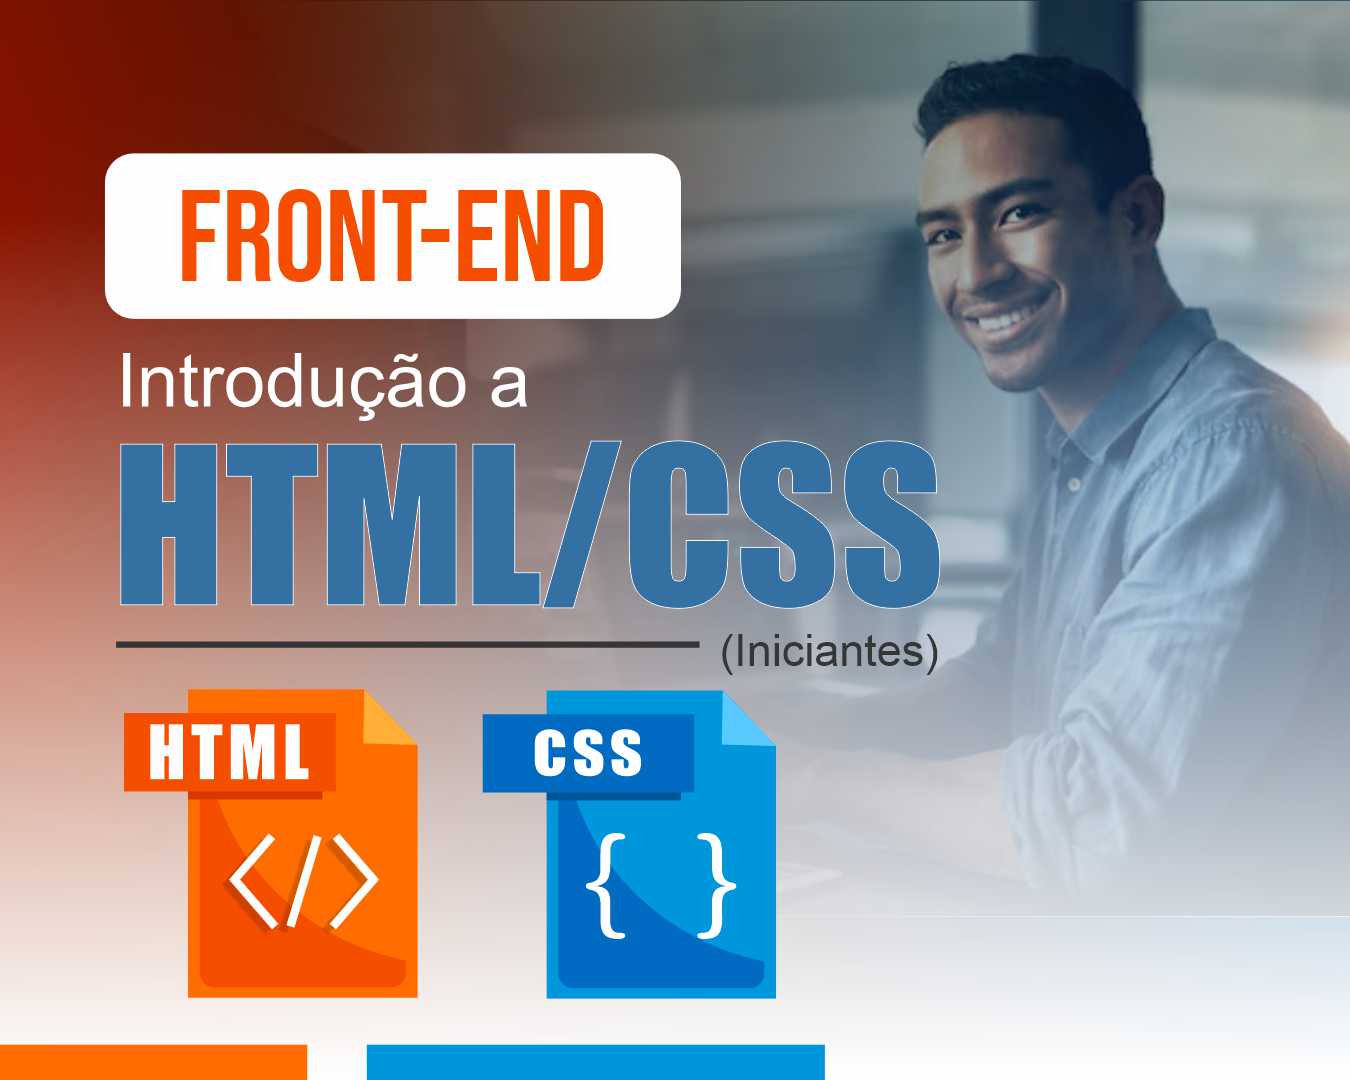 FRONT-END
Introdução a
HTML/CSS
(Iniciantes)
HTML
CSS
</>
{ }